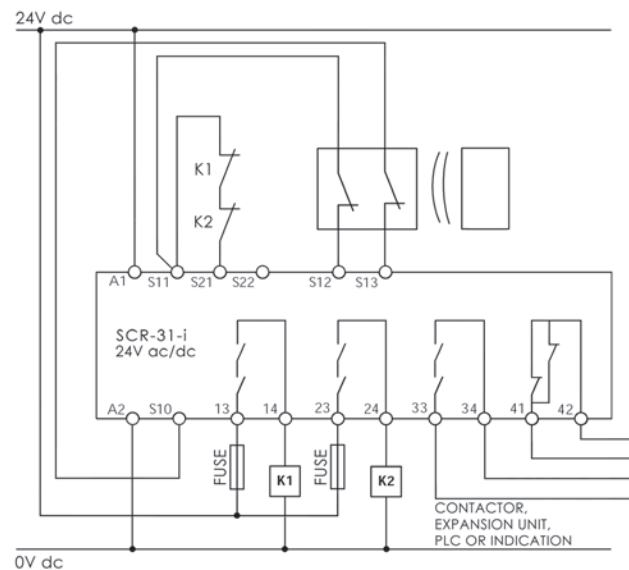 24V dc
K1
K2
A1 S11 S21 S22 S12 S13
SCR-31-i
24V ac/dc
A2 S10 13 14 23 24 33 34 41 42
FUSE K1 FUSE K2
CONTACTOR,
EXPANSION UNIT,
PLC OR INDICATION
0V dc